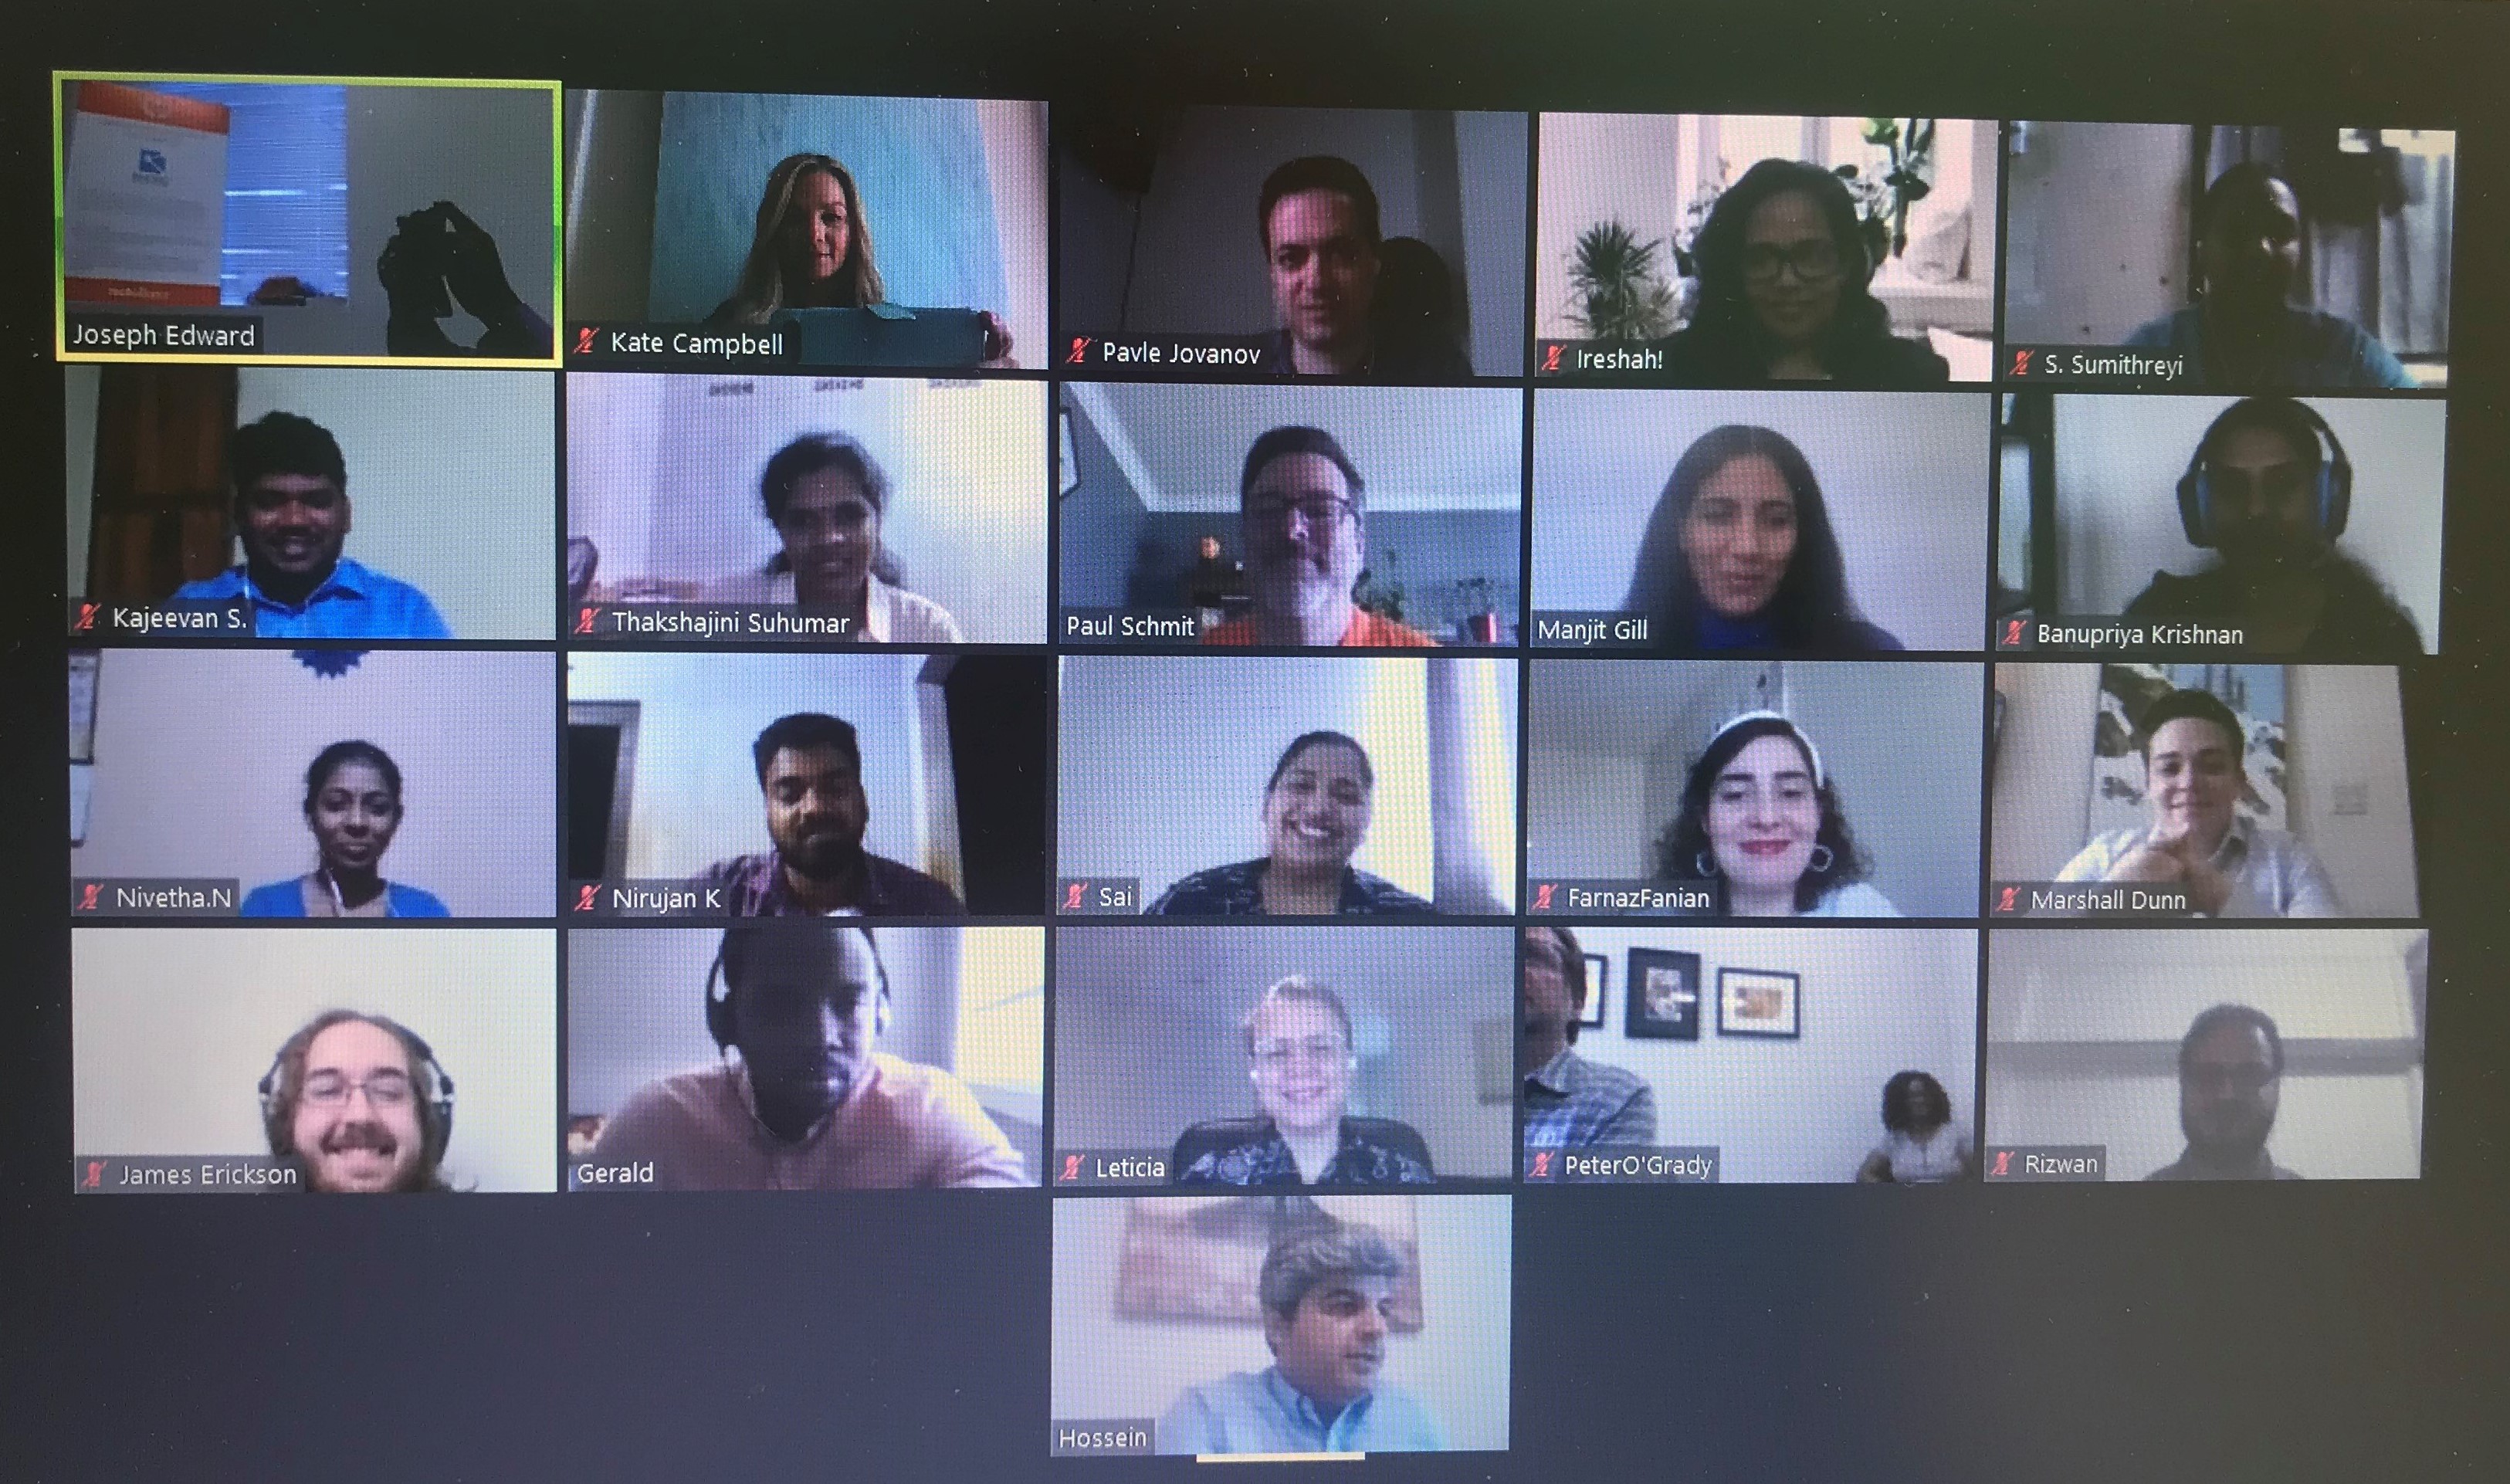 Joseph Edward
Kate Campbell
Pavle Jovanov
Ireshah!
S. Sumithreyi
Kajeevan S.
Thakshajini Suhumar
Paul Schmit
Manjit Gill
Banupriya Krishnan
Nivetha.N
Nirujan K
Sai
FarnazFanian
Marshall Dunn
James Erickson
Gerald
Leticia
PeterO'Grady
Rizwan
Hossein